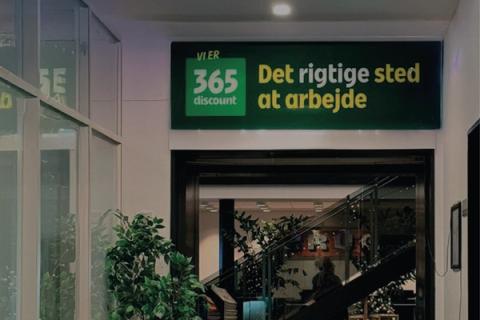 VI ER
365
discount
Det rigtige sted
at arbejde